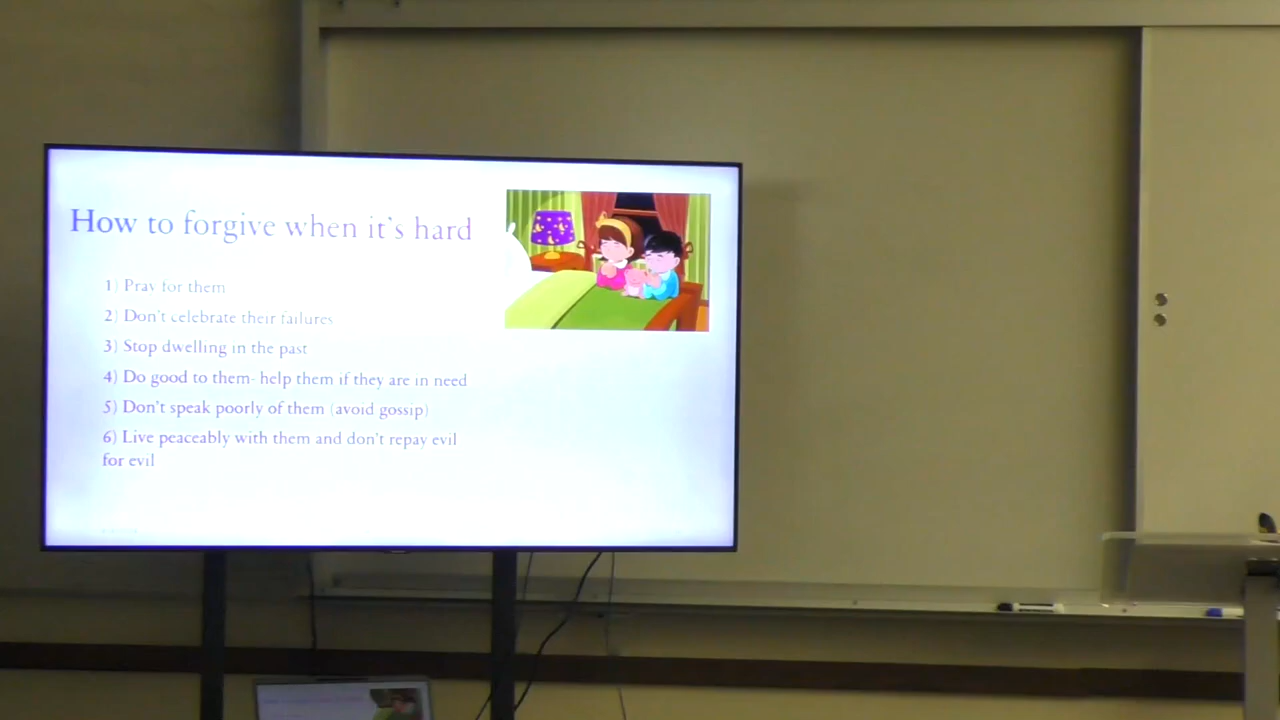 How to forgive when it's hard
1) Pray for them
2) Don't celebrate their failures
3) Stop dwelling in the past
4) Do good to them- help them if they are in need
5) Don't speak poorly of them (avoid gossip)
6) Live peaceably with them and don't repay evil
for evil